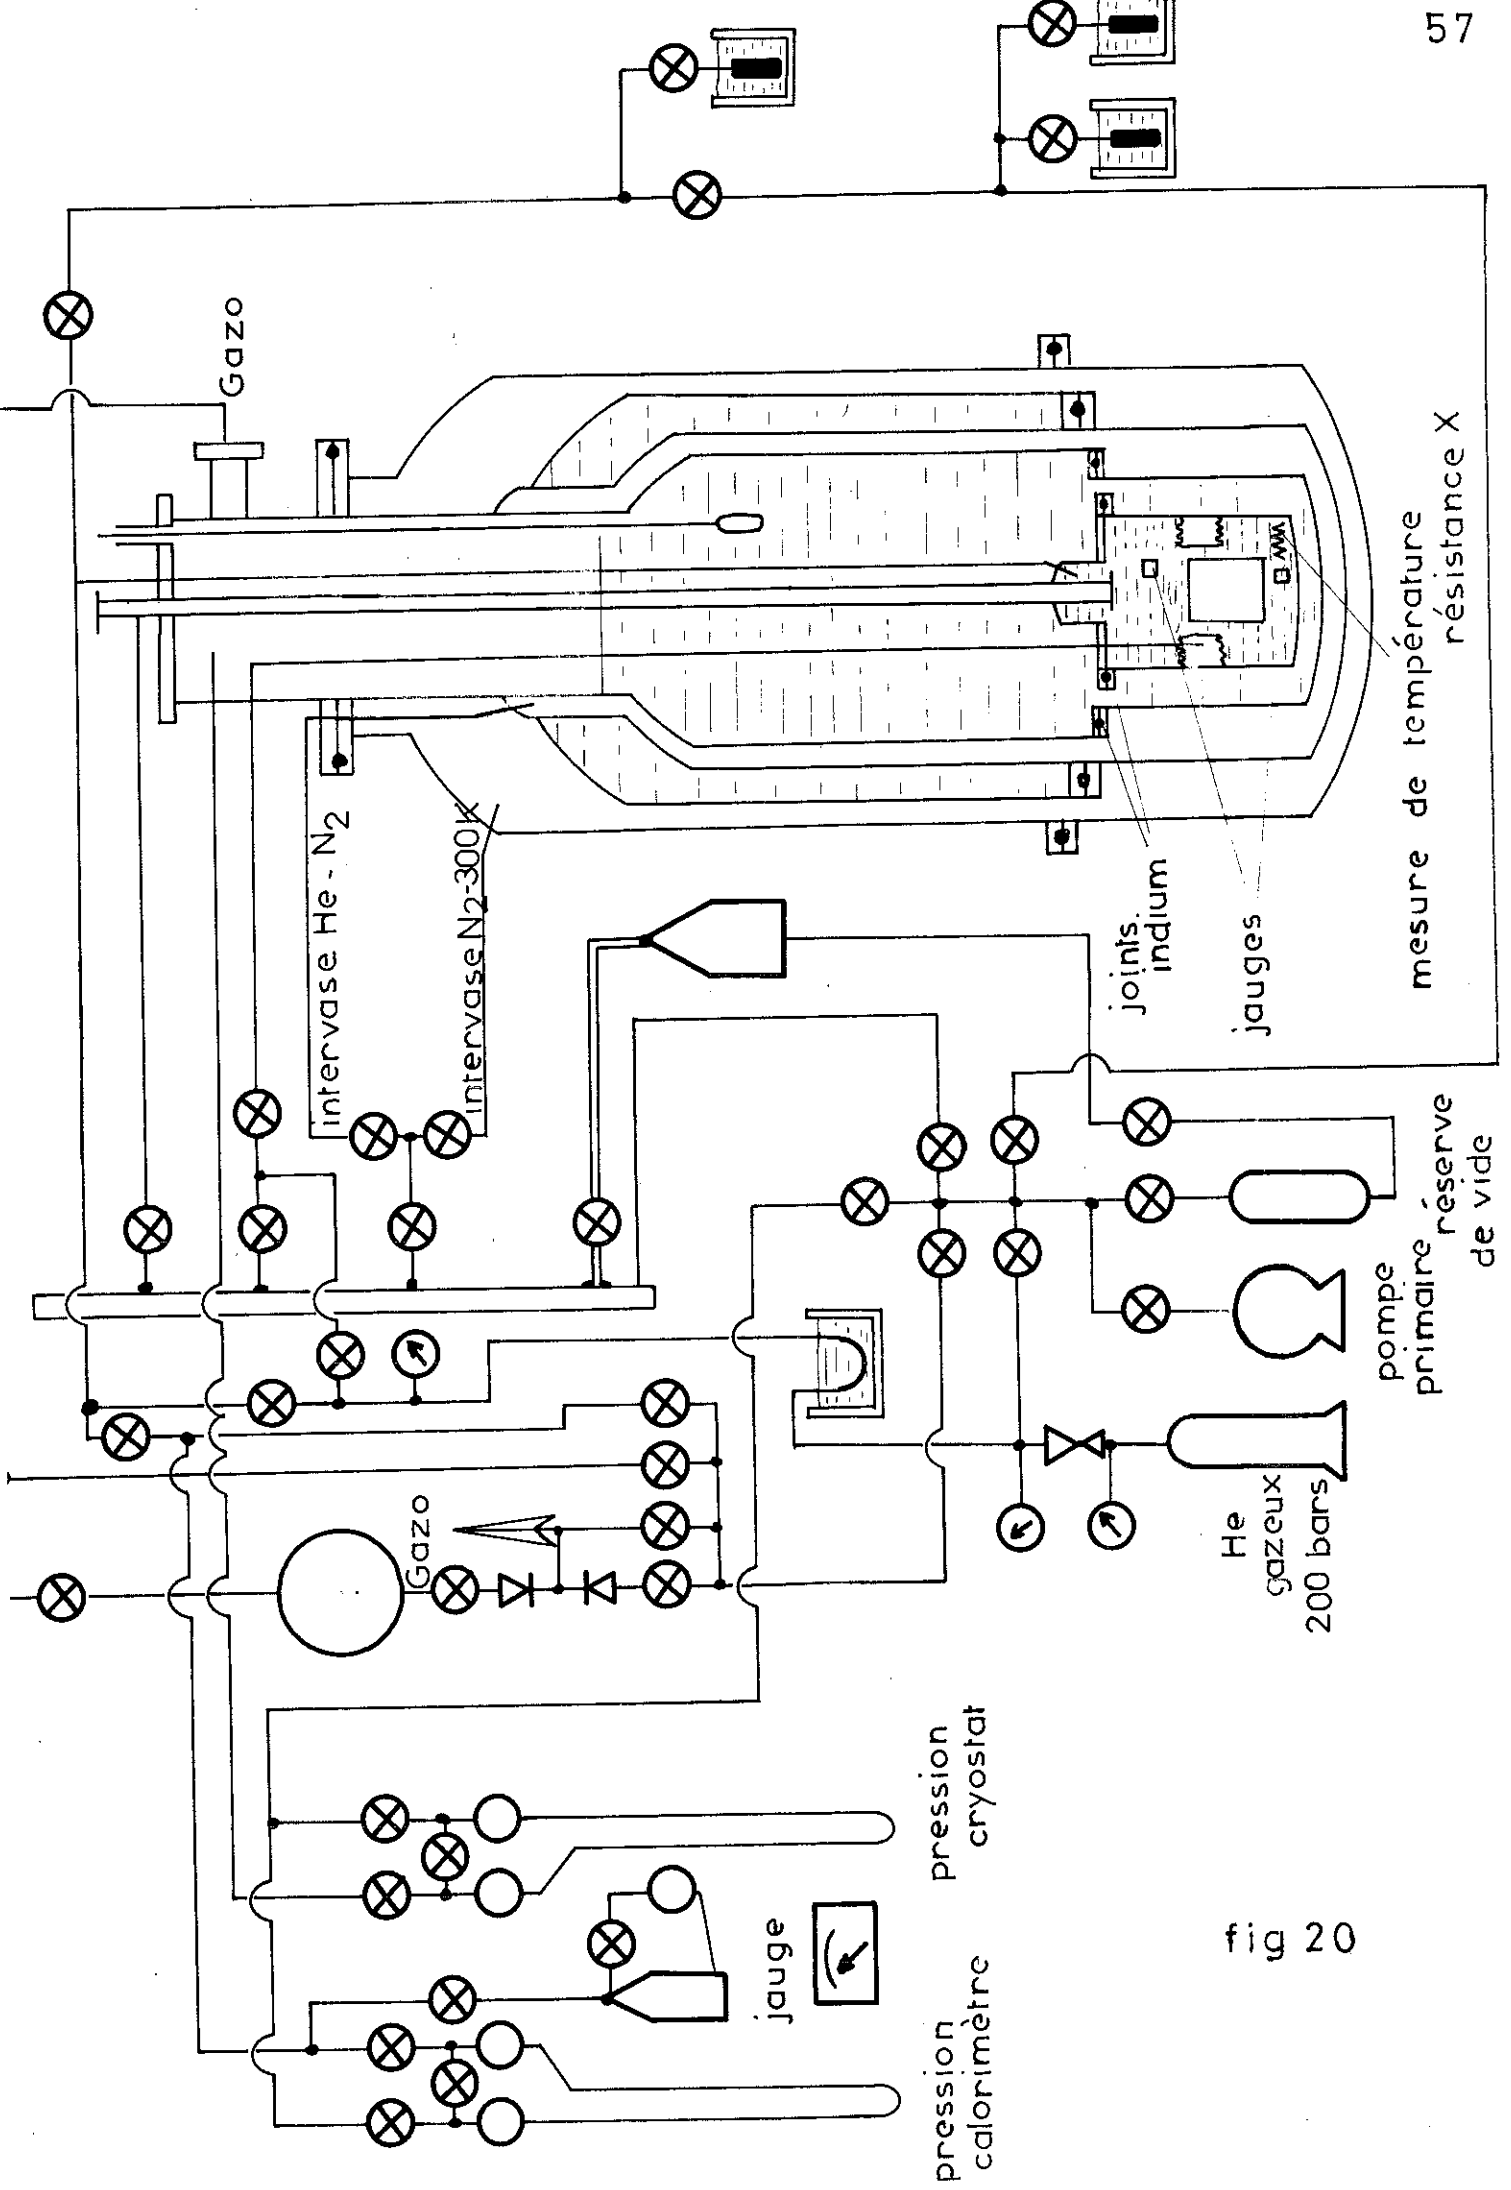 57
Gazo
intervase He - N2
intervase N2-300K
joints
indium
jauges
mesure de température
résistance X
réserve
de vide
pompe
primaire
He
gazeux
200 bars
Gazo
pression
cryostat
jauge
pression
calorimètre
fig 20